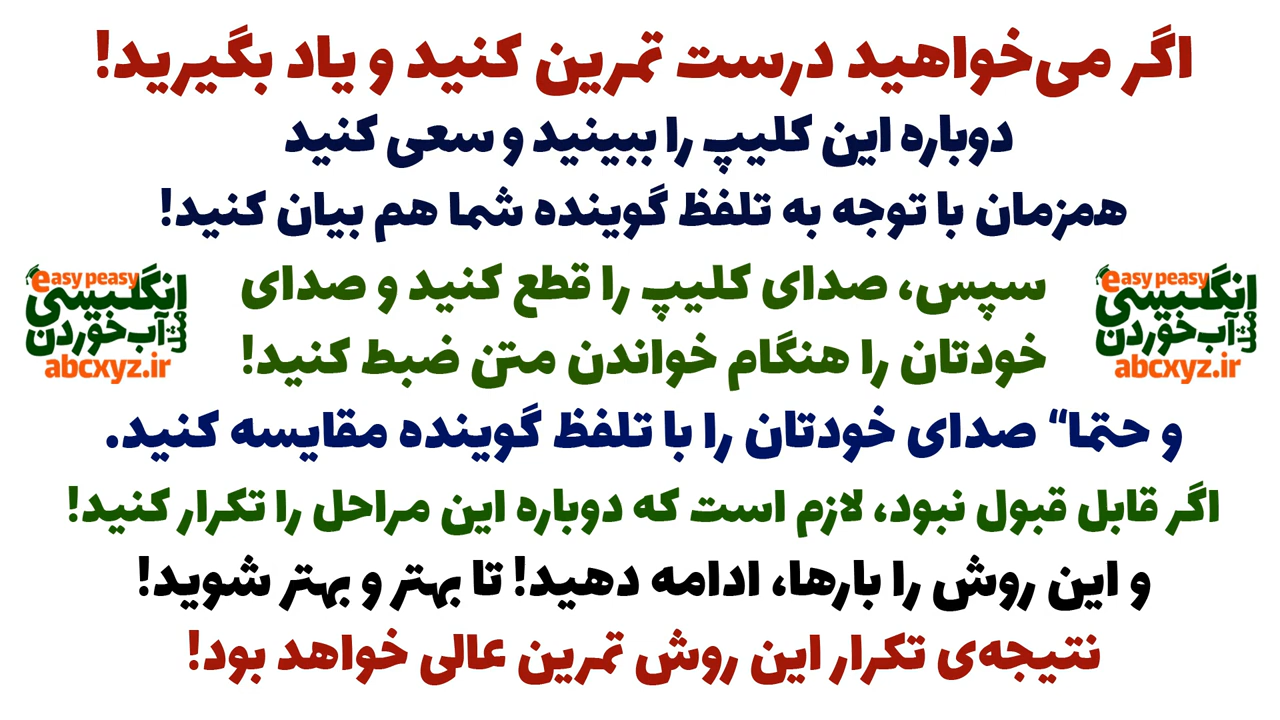 اگر می‌خواهید درست تمرین کنید و یاد بگیرید!
دوباره این کلیپ را ببینید و سعی کنید
همزمان با توجه به تلفظ گوینده شما هم بیان کنید!
سپس، صدای کلیپ را قطع کنید و صدای
خودتان را هنگام خواندن متن ضبط کنید!
easy peasy
انگلیسی
مثل آب خوردن
abcxyz.ir
easy peasy
انگلیسی
مثل آب خوردن
abcxyz.ir
و حتما“ صدای خودتان را با تلفظ گوینده مقایسه کنید.
اگر قابل قبول نبود، لازم است که دوباره این مراحل را تکرار کنید!
و این روش را بارها، ادامه دهید! تا بهتر و بهتر شوید!
نتیجه‌ی تکرار این روش تمرین عالی خواهد بود!